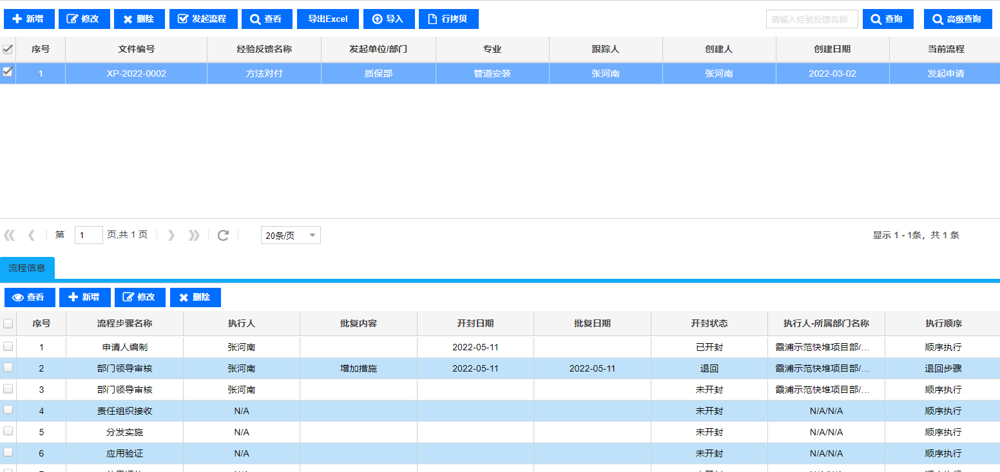 新增 修改 删除 发起流程 查看 导出Excel 导入 行拷贝 请输入经验反馈名称 查询 高级查询
序号 文件编号 经验反馈名称 发起单位/部门 专业 跟踪人 创建人 创建日期 当前流程
1 XP-2022-0002 方法对付 质保部 管道安装 张河南 张河南 2022-03-02 发起申请
第 1 页,共 1 页 20条/页 显示 1 - 1条，共 1 条
流程信息
查看 新增 修改 删除
序号 流程步骤名称 执行人 批复内容 开封日期 批复日期 开封状态 执行人-所属部门名称 执行顺序
1 申请人编制 张河南 2022-05-11 已开封 霞浦示范快堆项目部/... 顺序执行
2 部门领导审核 张河南 增加措施 2022-05-11 2022-05-11 退回 霞浦示范快堆项目部/... 退回步骤
3 部门领导审核 张河南 未开封 霞浦示范快堆项目部/... 顺序执行
4 责任组织接收 N/A 未开封 N/A/N/A 顺序执行
5 分发实施 N/A 未开封 N/A/N/A 顺序执行
6 应用验证 N/A 未开封 N/A/N/A 顺序执行